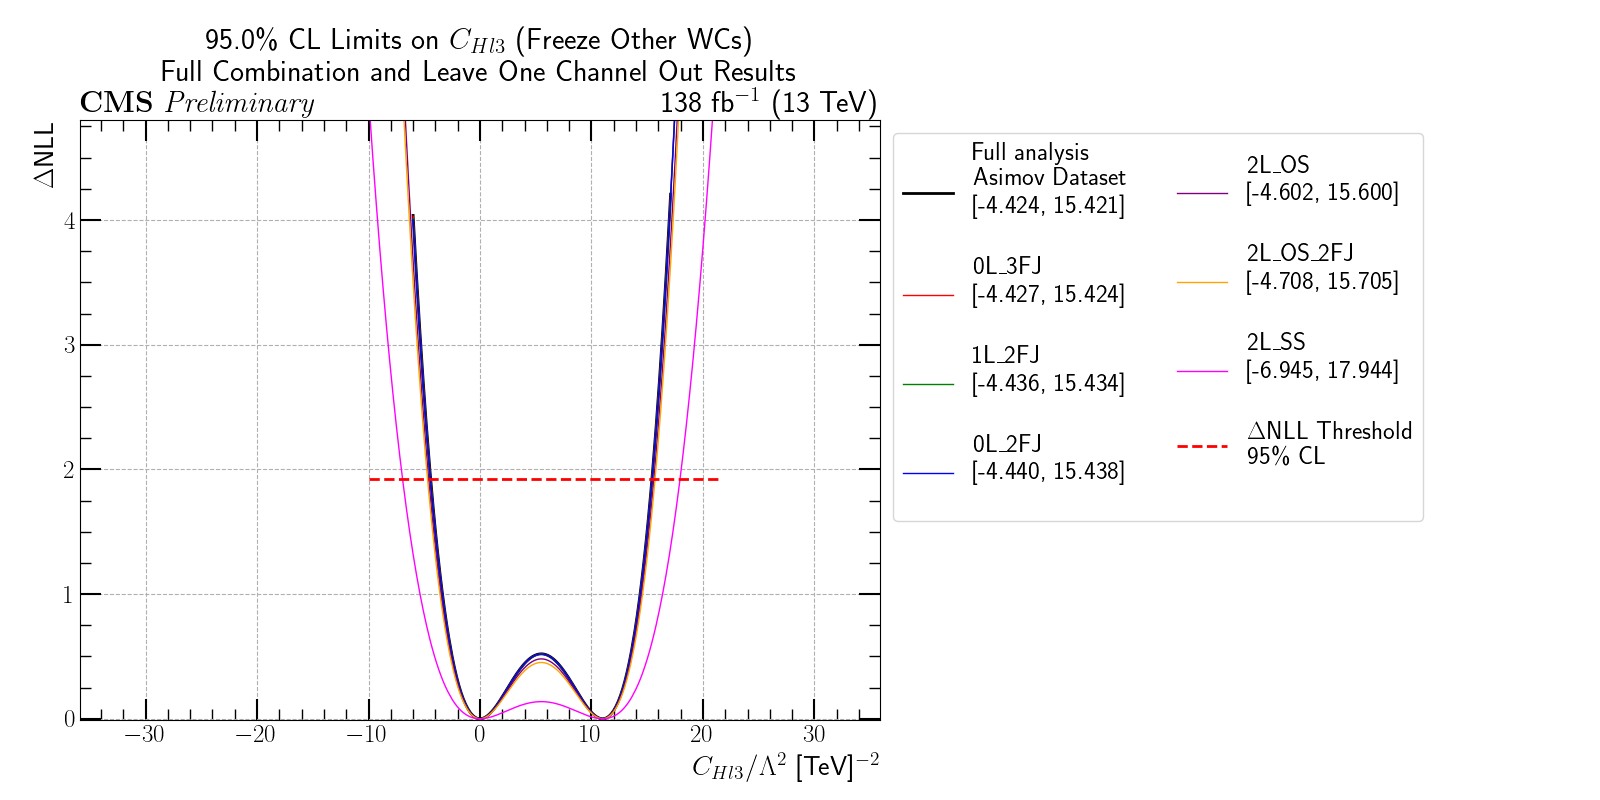 95.0% CL Limits on C_{Hl3} (Freeze Other WCs)
Full Combination and Leave One Channel Out Results
CMS Preliminary
138 fb^{−1} (13 TeV)
ΔNLL
4
3
2
1
0
−30
−20
−10
0
10
20
30
C_{Hl3}/Λ² [TeV]^{−2}
Full analysis
Asimov Dataset
[-4.424, 15.421]
0L_3FJ
[-4.427, 15.424]
1L_2FJ
[-4.436, 15.434]
0L_2FJ
[-4.440, 15.438]
2L_OS
[-4.602, 15.600]
2L_OS_2FJ
[-4.708, 15.705]
2L_SS
[-6.945, 17.944]
ΔNLL Threshold
95% CL